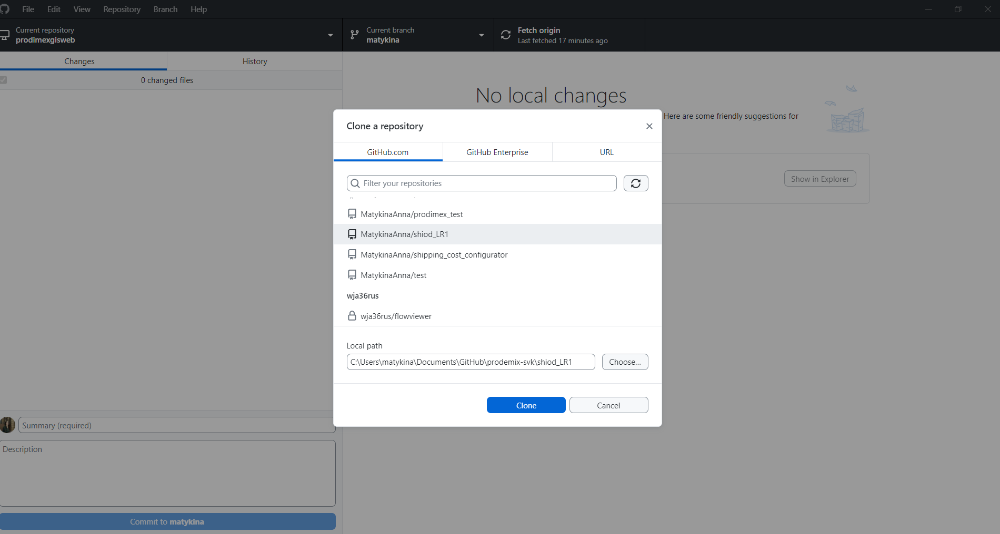 File Edit View Repository Branch Help
Current repository
prodimexgisweb
Current branch
matykina
Fetch origin
Last fetched 17 minutes ago
Changes
History
0 changed files
No local changes
Here are some friendly suggestions for
Show in Explorer
Clone a repository
GitHub.com
GitHub Enterprise
URL
Filter your repositories
MatykinaAnna/prodimex_test
MatykinaAnna/shiod_LR1
MatykinaAnna/shipping_cost_configurator
MatykinaAnna/test
wja36rus
wja36rus/flowviewer
Local path
C:\Users\matykina\Documents\GitHub\prodemix-svk\shiod_LR1
Choose...
Clone
Cancel
Summary (required)
Description
Commit to matykina